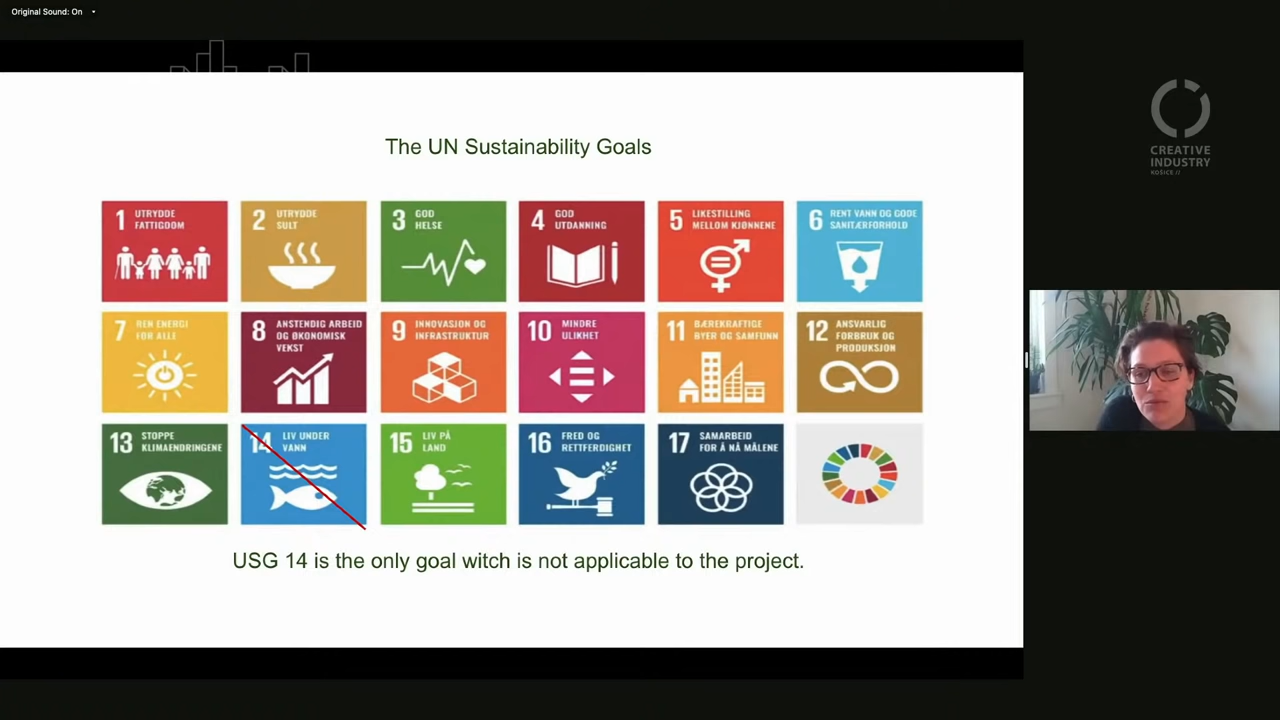 Original Sound: On
The UN Sustainability Goals
1 UTRYDDE
FATTIGDOM
2 UTRYDDE
SULT
3 GOD
HELSE
4 GOD
UTDANNING
5 LIKESTILLING
MELLOM KJØNNENE
6 RENT VANN OG GODE
SANITÆRFORHOLD
7 REN ENERGI
FOR ALLE
8 ANSTENDIG ARBEID
OG ØKONOMISK
VEKST
9 INNOVASJON OG
INFRASTRUKTUR
10 MINDRE
ULIKHET
11 BÆREKRAFTIGE
BYER OG SAMFUNN
12 ANSVARLIG
FORBRUK OG
PRODUKSJON
13 STOPPE
KLIMAENDRINGENE
14 LIV UNDER
VANN
15 LIV PÅ
LAND
16 FRED OG
RETTFERDIGHET
17 SAMARBEID
FOR Å NÅ MÅLENE
USG 14 is the only goal witch is not applicable to the project.
CREATIVE
INDUSTRY
KOŠICE //